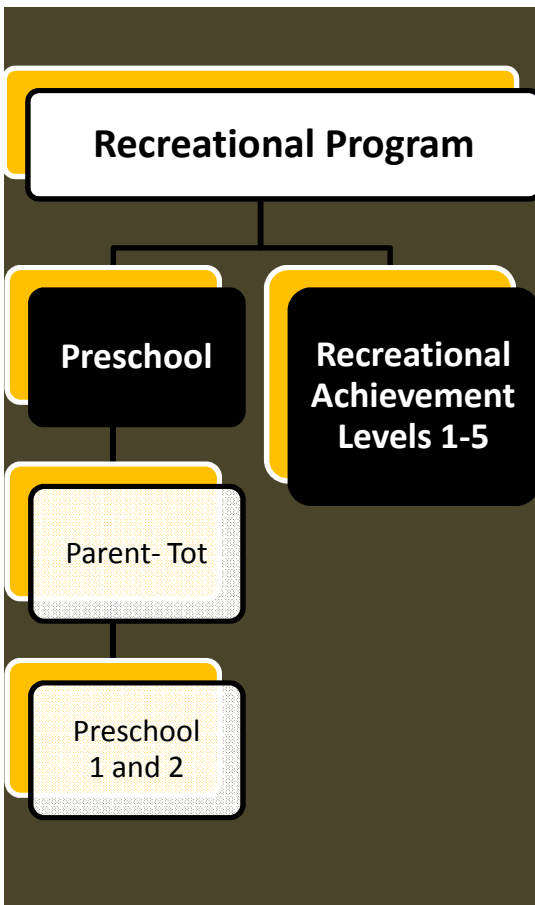 Recreational Program
Preschool
Recreational
Achievement
Levels 1-5
Parent- Tot
Preschool
1 and 2